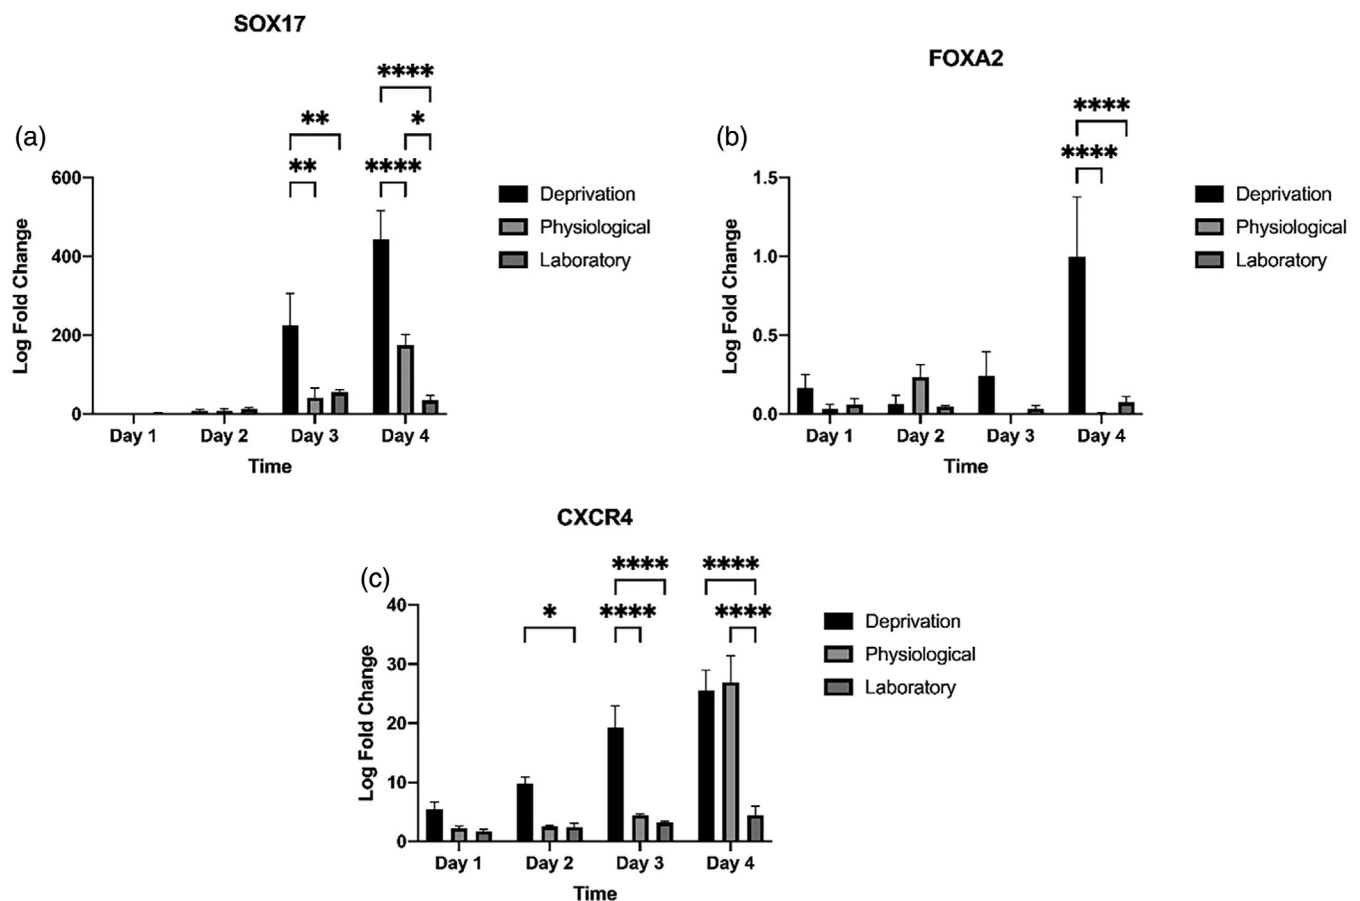 SOX17
(a)
****
**
*
**
****
600
400
200
0
Log Fold Change
Day 1
Day 2
Day 3
Day 4
Time
Deprivation
Physiological
Laboratory
FOXA2
(b)
****
****
1.5
1.0
0.5
0.0
Log Fold Change
Day 1
Day 2
Day 3
Day 4
Time
Deprivation
Physiological
Laboratory
CXCR4
(c)
****
****
*
****
****
40
30
20
10
0
Log Fold Change
Day 1
Day 2
Day 3
Day 4
Time
Deprivation
Physiological
Laboratory